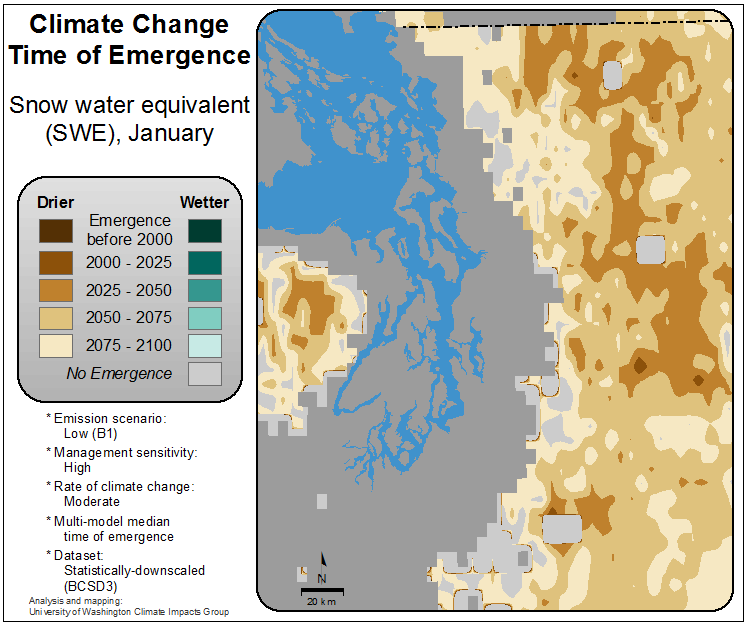 Climate Change
Time of Emergence
Snow water equivalent
(SWE), January
Drier
Wetter
Emergence
before 2000
2000 - 2025
2025 - 2050
2050 - 2075
2075 - 2100
No Emergence
* Emission scenario:
Low (B1)
* Management sensitivity:
High
* Rate of climate change:
Moderate
* Multi-model median
time of emergence
* Dataset:
Statistically-downscaled
(BCSD3)
Analysis and mapping:
University of Washington Climate Impacts Group
N
20 km